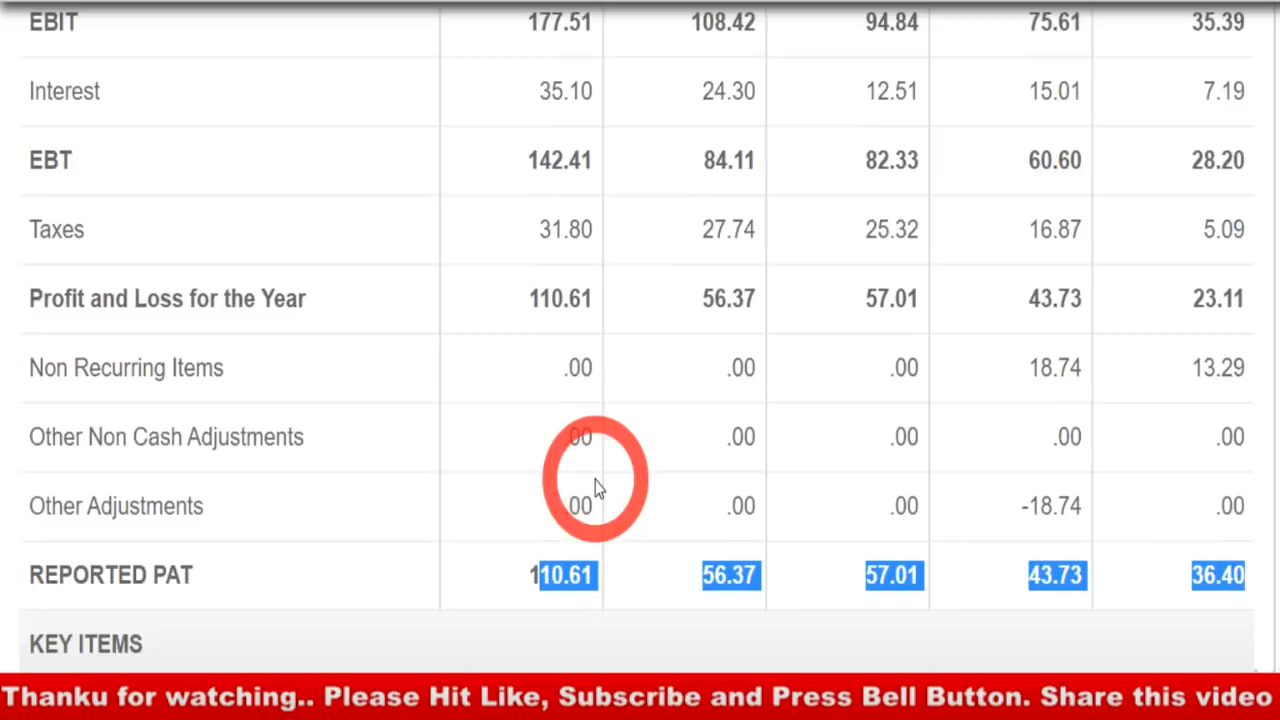 EBIT 177.51 108.42 94.84 75.61 35.39
Interest 35.10 24.30 12.51 15.01 7.19
EBT 142.41 84.11 82.33 60.60 28.20
Taxes 31.80 27.74 25.32 16.87 5.09
Profit and Loss for the Year 110.61 56.37 57.01 43.73 23.11
Non Recurring Items .00 .00 .00 18.74 13.29
Other Non Cash Adjustments .00 .00 .00 .00 .00
Other Adjustments .00 .00 .00 -18.74 .00
REPORTED PAT 110.61 56.37 57.01 43.73 36.40
KEY ITEMS
Thanku for watching.. Please Hit Like, Subscribe and Press Bell Button. Share this video